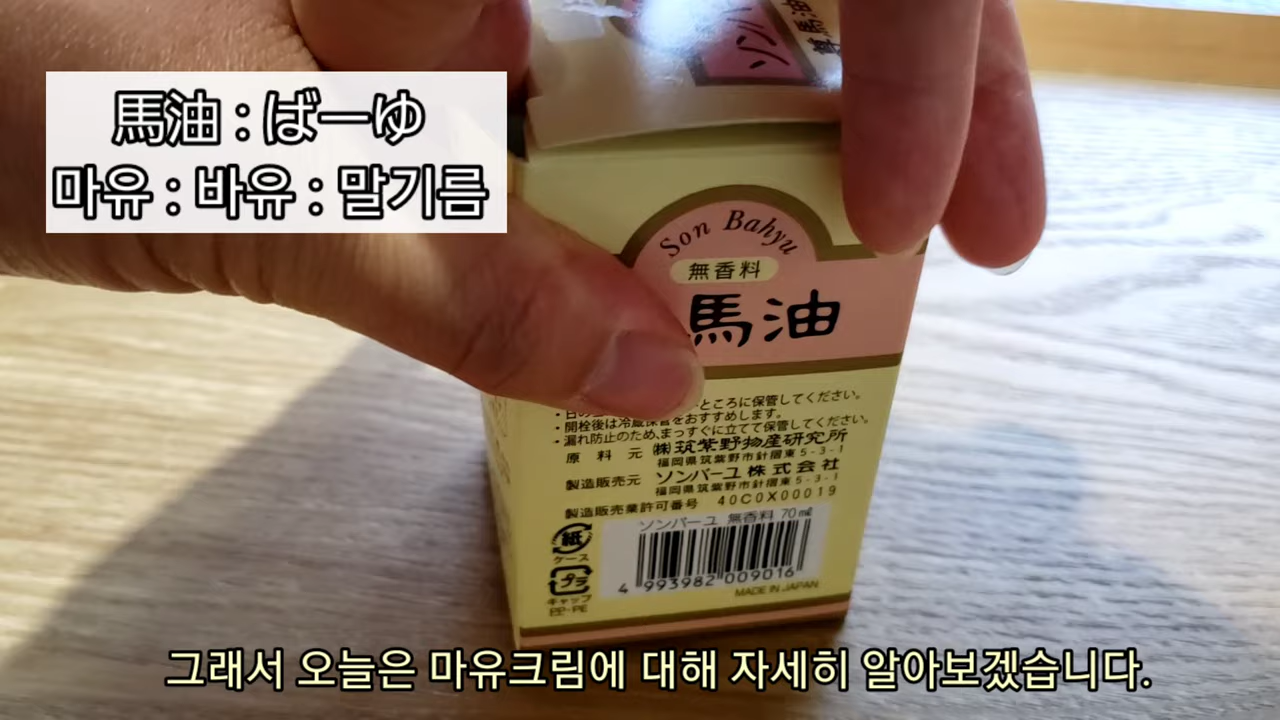 馬油 : ばーゆ
마유 : 바유 : 말기름
ソンバ
尊馬油
Son Bahyu
無香料
馬油
ところに保管してください。
・開栓後は冷蔵保管をおすすめします。
・漏れ防止のため、まっすぐに立てて保管してください。
原料元 ㈱筑紫野物産研究所
福岡県筑紫野市針摺東5-3-1
製造販売元 ソンバーユ株式会社
福岡県筑紫野市針摺東5-3-1
製造販売業許可番号 40C0X00019
ソンバーユ 無香料 70㎖
紙
ケース
プラ
キャップ
PP・PE
4 993982 009016
MADE IN JAPAN
그래서 오늘은 마유크림에 대해 자세히 알아보겠습니다.